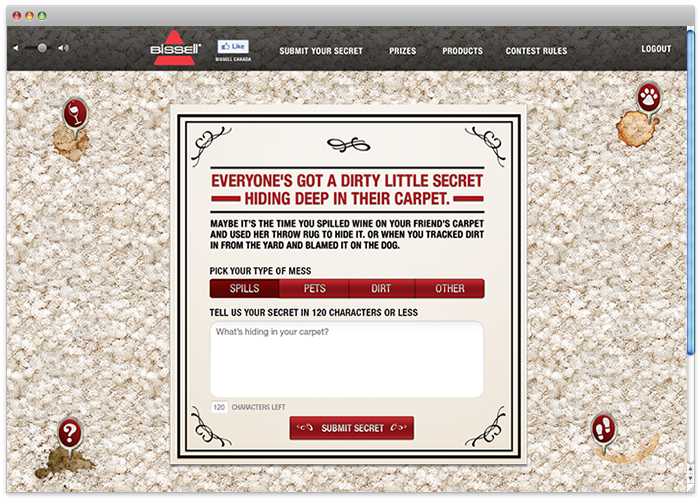 BISSELL®
Like
BISSELL CANADA
SUBMIT YOUR SECRET
PRIZES
PRODUCTS
CONTEST RULES
LOGOUT
EVERYONE'S GOT A DIRTY LITTLE SECRET
HIDING DEEP IN THEIR CARPET.
MAYBE IT'S THE TIME YOU SPILLED WINE ON YOUR FRIEND'S CARPET
AND USED HER THROW RUG TO HIDE IT. OR WHEN YOU TRACKED DIRT
IN FROM THE YARD AND BLAMED IT ON THE DOG.
PICK YOUR TYPE OF MESS
SPILLS
PETS
DIRT
OTHER
TELL US YOUR SECRET IN 120 CHARACTERS OR LESS
What's hiding in your carpet?
120 CHARACTERS LEFT
?
SUBMIT SECRET